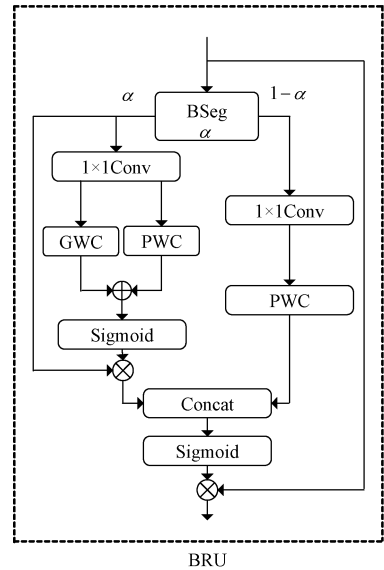 α
BSeg
α
1−α
1×1Conv
1×1Conv
GWC
PWC
PWC
Sigmoid
Concat
Sigmoid
BRU